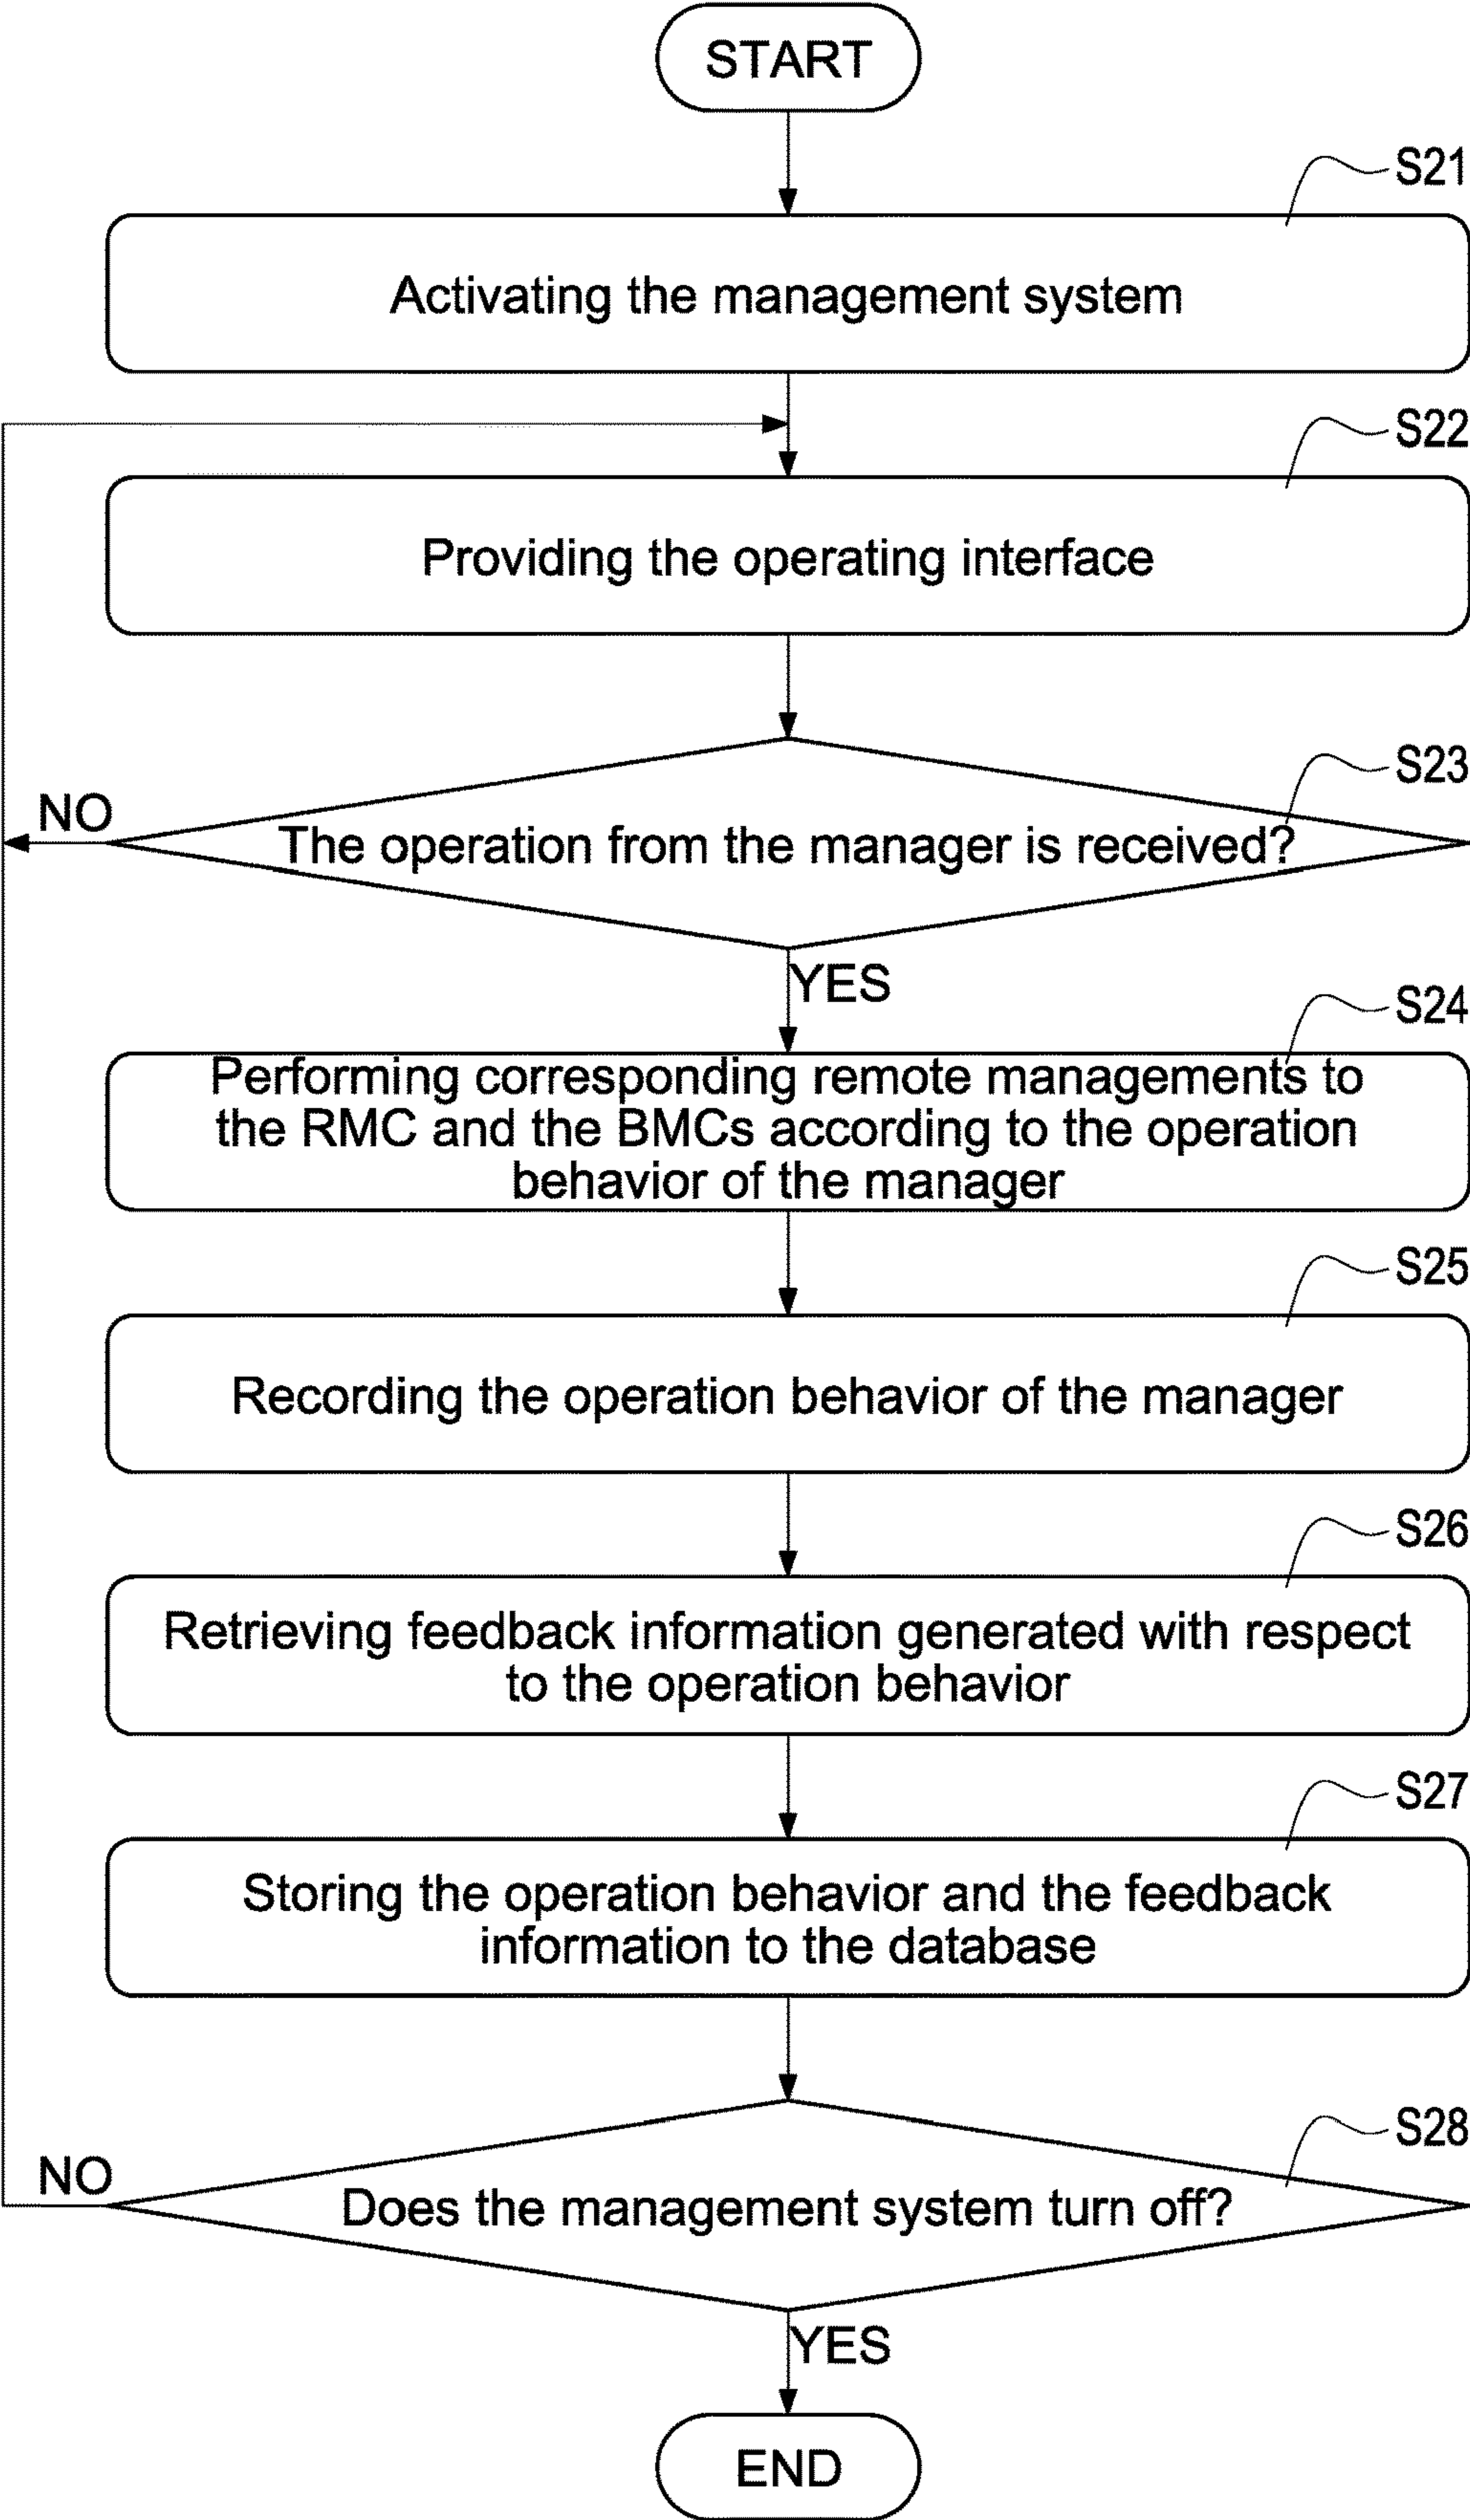 START
S21
Activating the management system
S22
Providing the operating interface
S23
NO
The operation from the manager is received?
YES
S24
Performing corresponding remote managements to
the RMC and the BMCs according to the operation
behavior of the manager
S25
Recording the operation behavior of the manager
S26
Retrieving feedback information generated with respect
to the operation behavior
S27
Storing the operation behavior and the feedback
information to the database
S28
NO
Does the management system turn off?
YES
END